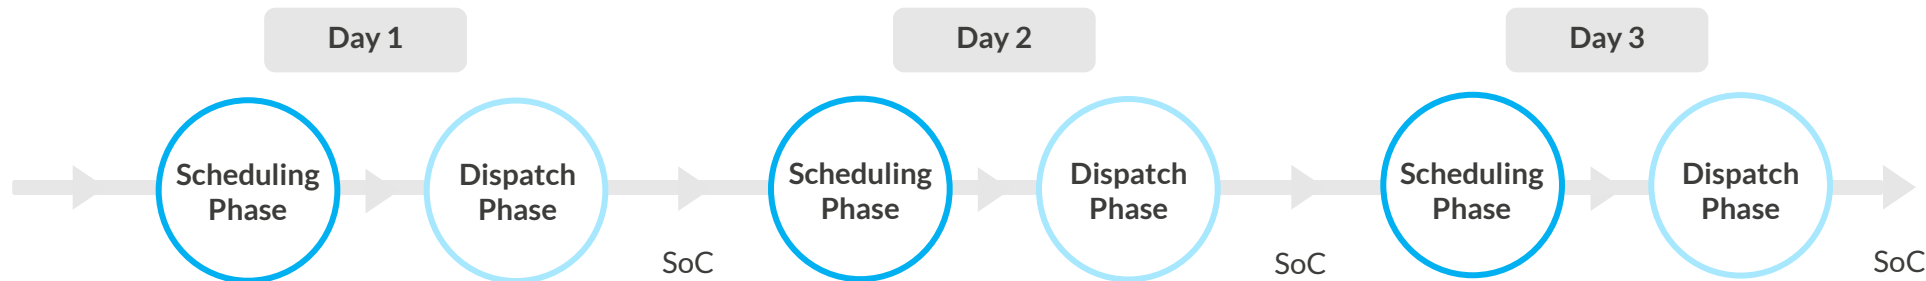 Day 1
Day 2
Day 3
Scheduling
Phase
Dispatch
Phase
SoC
Scheduling
Phase
Dispatch
Phase
SoC
Scheduling
Phase
Dispatch
Phase
SoC